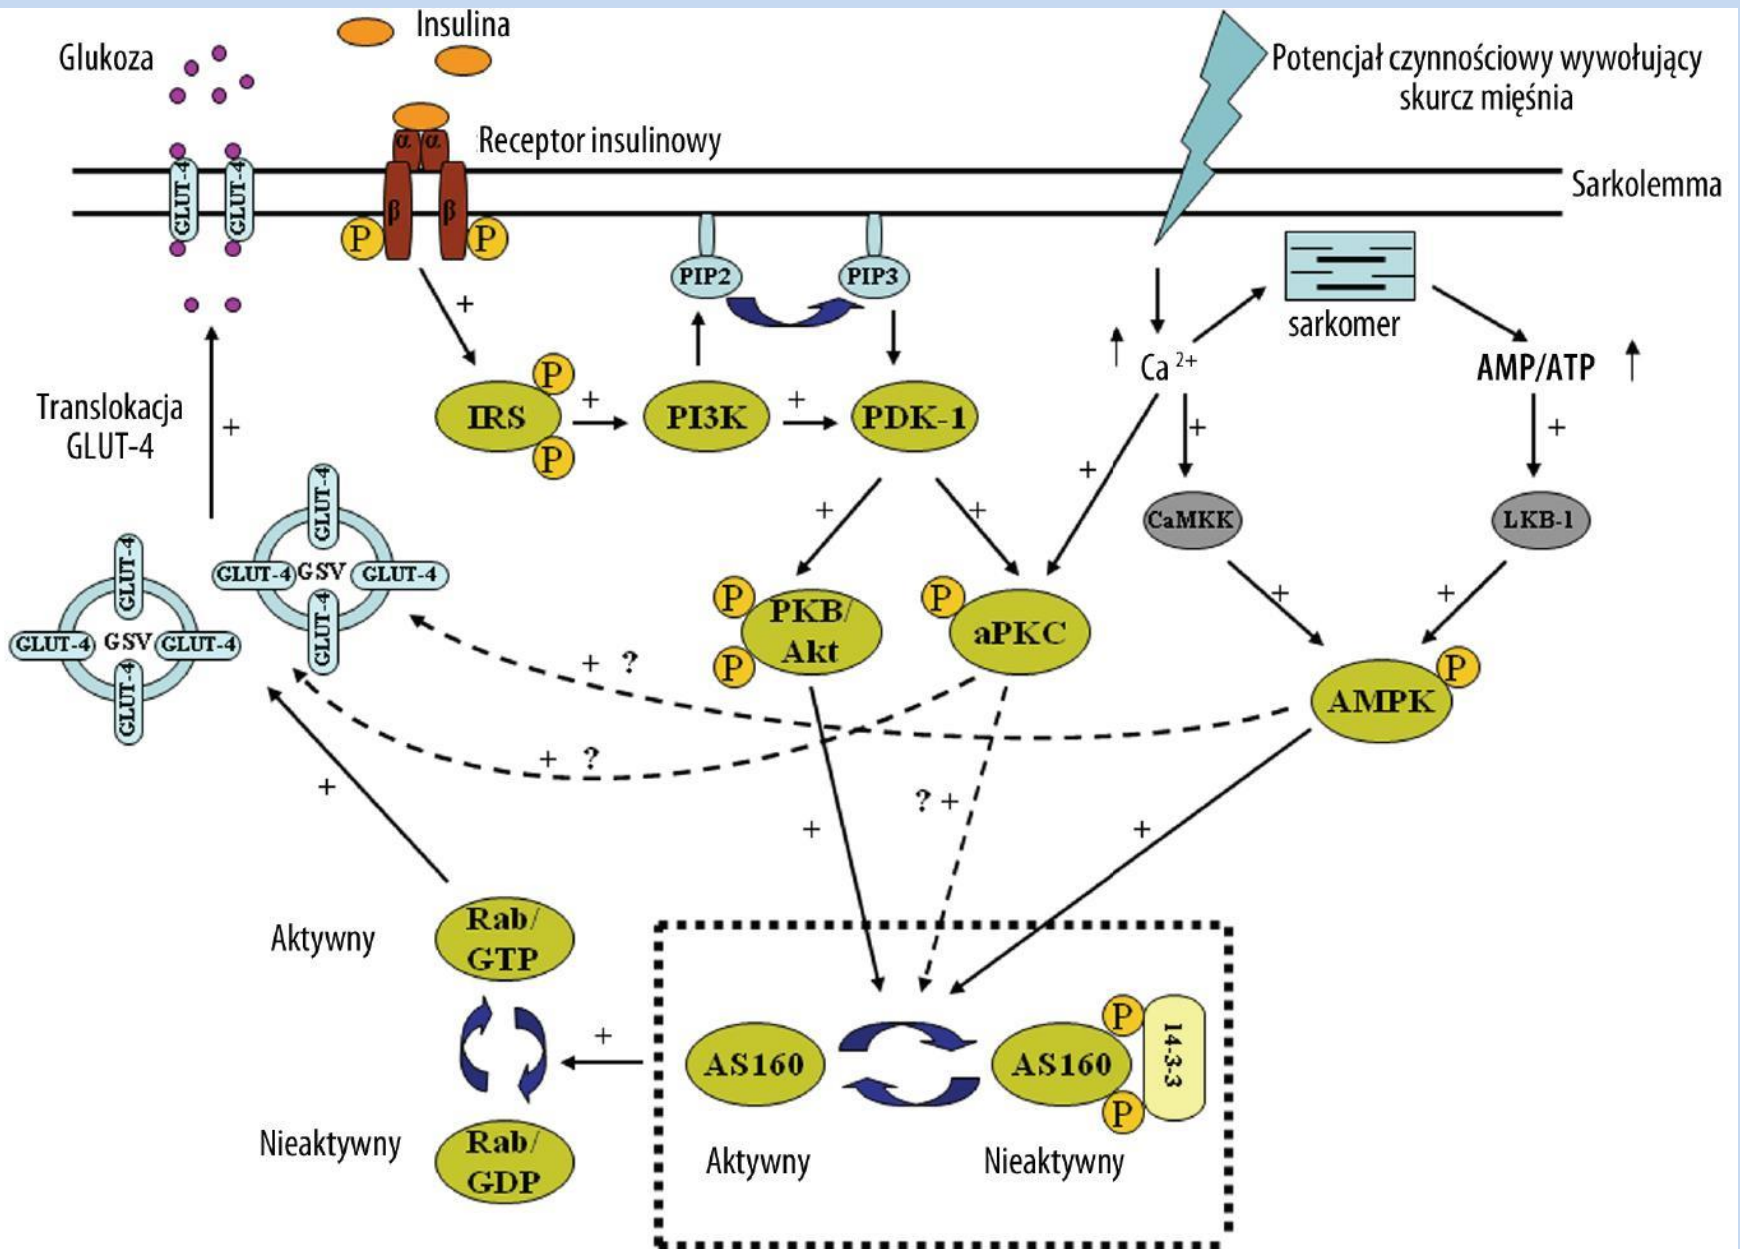 Insulina
Glukoza
Potencjał czynnościowy wywołujący
skurcz mięśnia
α α
Receptor insulinowy
GLUT-4
GLUT-4
Sarkolemma
β β
P P
PIP2
PIP3
+
sarkomer
Ca 2+
AMP/ATP
P
Translokacja
GLUT-4
+
IRS
+
PI3K
+
PDK-1
+
+
P
+
GLUT-4
+
+
CaMKK
LKB-1
GLUT-4
GLUT-4 GSV GLUT-4
GLUT-4
P
PKB/
Akt
P
P
aPKC
+
+
GLUT-4 GSV GLUT-4
GLUT-4
+ ?
P
AMPK
+ ?
+
+
? +
+
Aktywny
Rab/
GTP
+
Nieaktywny
Rab/
GDP
AS160
AS160
P
P
14-3-3
Aktywny
Nieaktywny